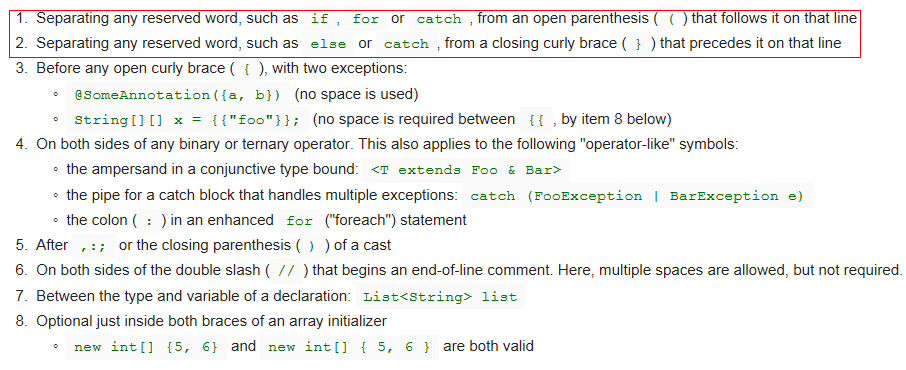 1. Separating any reserved word, such as if , for or catch , from an open parenthesis ( ( ) that follows it on that line
2. Separating any reserved word, such as else or catch , from a closing curly brace ( } ) that precedes it on that line
3. Before any open curly brace ( { ), with two exceptions:
◦ @SomeAnnotation({a, b}) (no space is used)
◦ String[][] x = {{"foo"}}; (no space is required between {{ , by item 8 below)
4. On both sides of any binary or ternary operator. This also applies to the following "operator-like" symbols:
◦ the ampersand in a conjunctive type bound: <T extends Foo & Bar>
◦ the pipe for a catch block that handles multiple exceptions: catch (FooException | BarException e)
◦ the colon ( : ) in an enhanced for ("foreach") statement
5. After ,:; or the closing parenthesis ( ) ) of a cast
6. On both sides of the double slash ( // ) that begins an end-of-line comment. Here, multiple spaces are allowed, but not required.
7. Between the type and variable of a declaration: List<String> list
8. Optional just inside both braces of an array initializer
◦ new int[] {5, 6} and new int[] { 5, 6 } are both valid